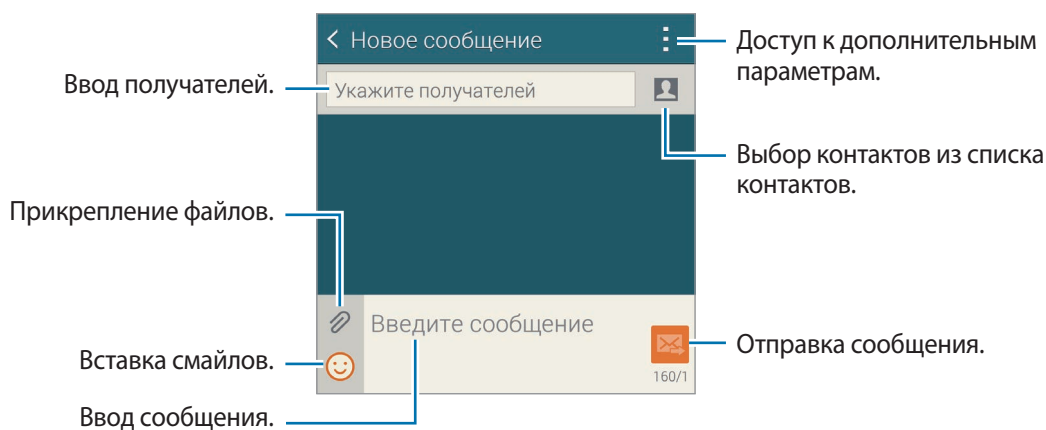 Новое сообщение
Доступ к дополнительным
параметрам.
Ввод получателей.
Укажите получателей
Выбор контактов из списка
контактов.
Прикрепление файлов.
Введите сообщение
Отправка сообщения.
Вставка смайлов.
160/1
Ввод сообщения.